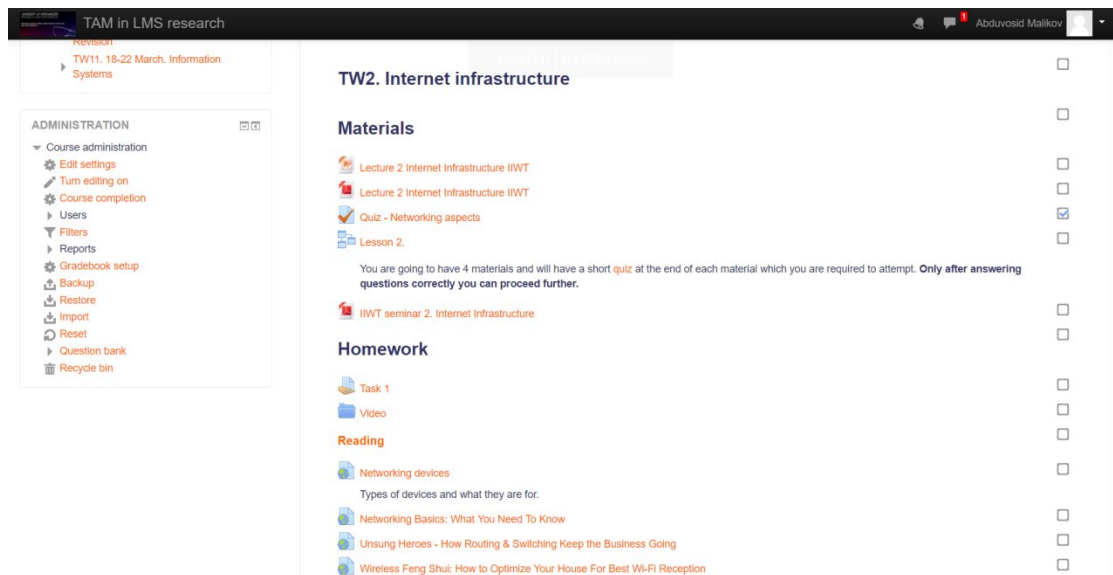 TAM in LMS research
1
Abduvosid Malikov
Revision
TW11. 18-22 March. Information
Systems
ADMINISTRATION
Course administration
Edit settings
Turn editing on
Course completion
Users
Filters
Reports
Gradebook setup
Backup
Restore
Import
Reset
Question bank
Recycle bin
TW2. Internet infrastructure
Materials
Lecture 2 Internet Infrastructure IIWT
Lecture 2 Internet Infrastructure IIWT
Quiz - Networking aspects
Lesson 2.
You are going to have 4 materials and will have a short quiz at the end of each material which you are required to attempt. Only after answering
questions correctly you can proceed further.
IIWT seminar 2. Internet Infrastructure
Homework
Task 1
Video
Reading
Networking devices
Types of devices and what they are for.
Networking Basics: What You Need To Know
Unsung Heroes - How Routing & Switching Keep the Business Going
Wireless Feng Shui: How to Optimize Your House For Best Wi-Fi Reception